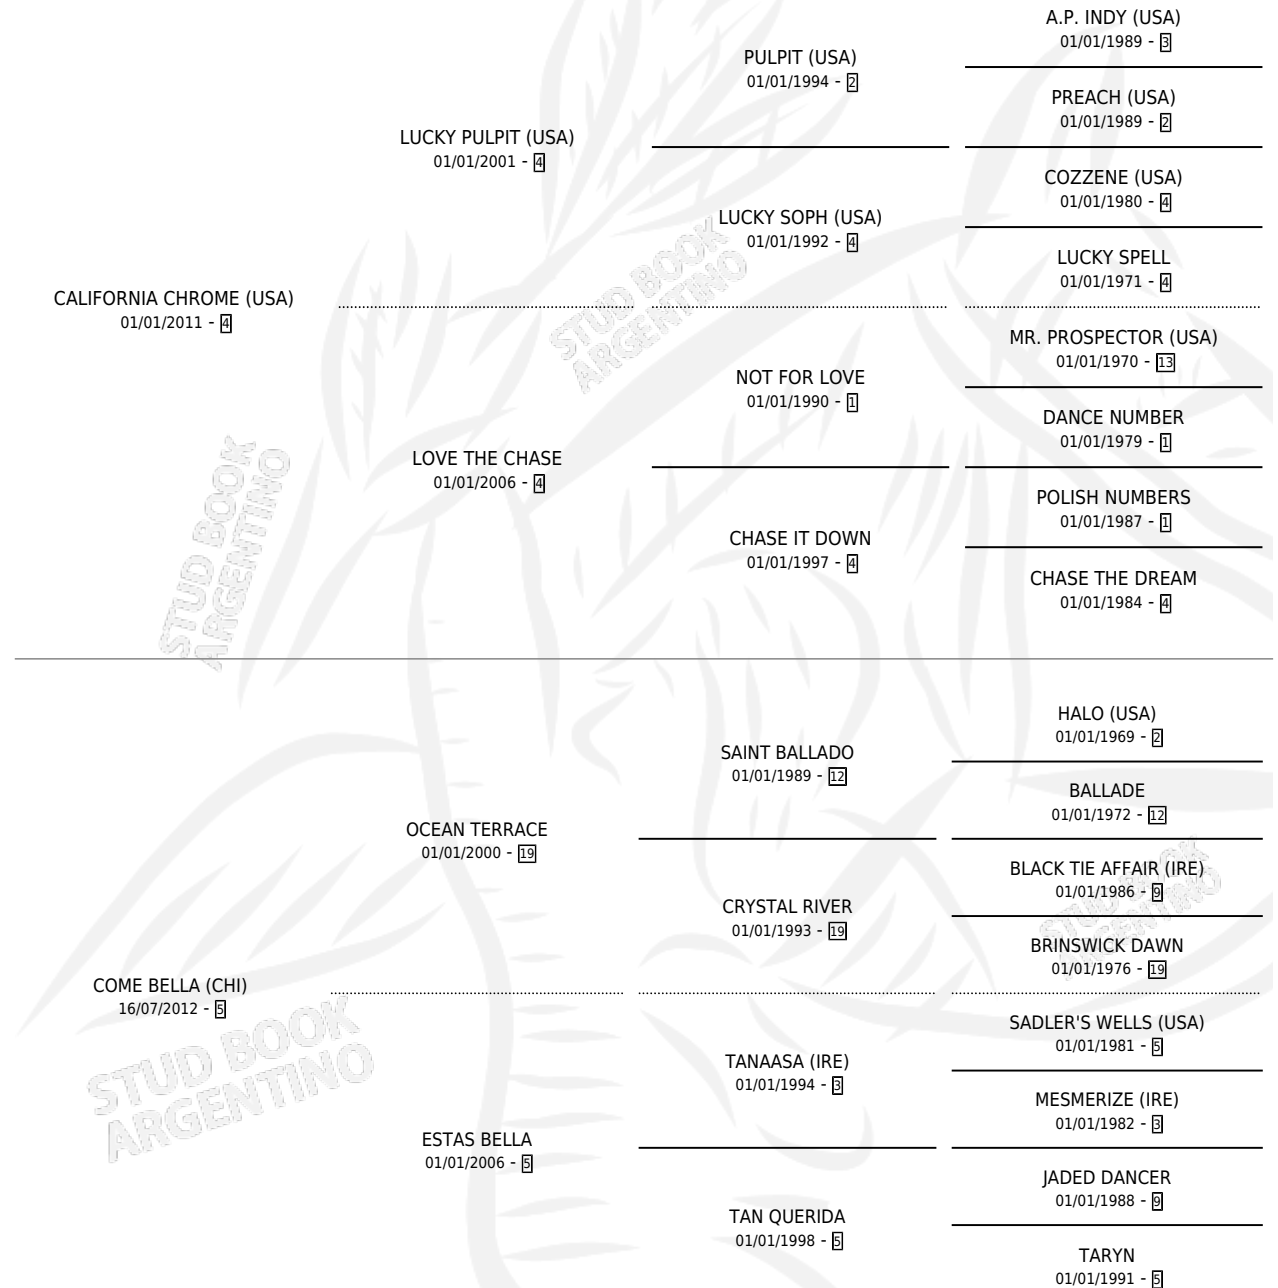 A.P. INDY (USA)
01/01/1989 - 3
PULPIT (USA)
01/01/1994 - 2
PREACH (USA)
01/01/1989 - 2
LUCKY PULPIT (USA)
01/01/2001 - 4
COZZENE (USA)
01/01/1980 - 4
LUCKY SOPH (USA)
01/01/1992 - 4
LUCKY SPELL
01/01/1971 - 4
CALIFORNIA CHROME (USA)
01/01/2011 - 4
MR. PROSPECTOR (USA)
01/01/1970 - 13
NOT FOR LOVE
01/01/1990 - 1
DANCE NUMBER
01/01/1979 - 1
LOVE THE CHASE
01/01/2006 - 4
POLISH NUMBERS
01/01/1987 - 1
CHASE IT DOWN
01/01/1997 - 4
CHASE THE DREAM
01/01/1984 - 4
HALO (USA)
01/01/1969 - 2
SAINT BALLADO
01/01/1989 - 12
BALLADE
01/01/1972 - 12
OCEAN TERRACE
01/01/2000 - 19
BLACK TIE AFFAIR (IRE)
01/01/1986 - 9
CRYSTAL RIVER
01/01/1993 - 19
BRINSWICK DAWN
01/01/1976 - 19
COME BELLA (CHI)
16/07/2012 - 5
SADLER'S WELLS (USA)
01/01/1981 - 5
TANAASA (IRE)
01/01/1994 - 3
MESMERIZE (IRE)
01/01/1982 - 3
ESTAS BELLA
01/01/2006 - 5
JADED DANCER
01/01/1988 - 9
TAN QUERIDA
01/01/1998 - 5
TARYN
01/01/1991 - 5
STUD BOOK
ARGENTINO
STUD BOOK
ARGENTINO
STUD BOOK
ARGENTINO
STUD BOOK
ARGENTINO